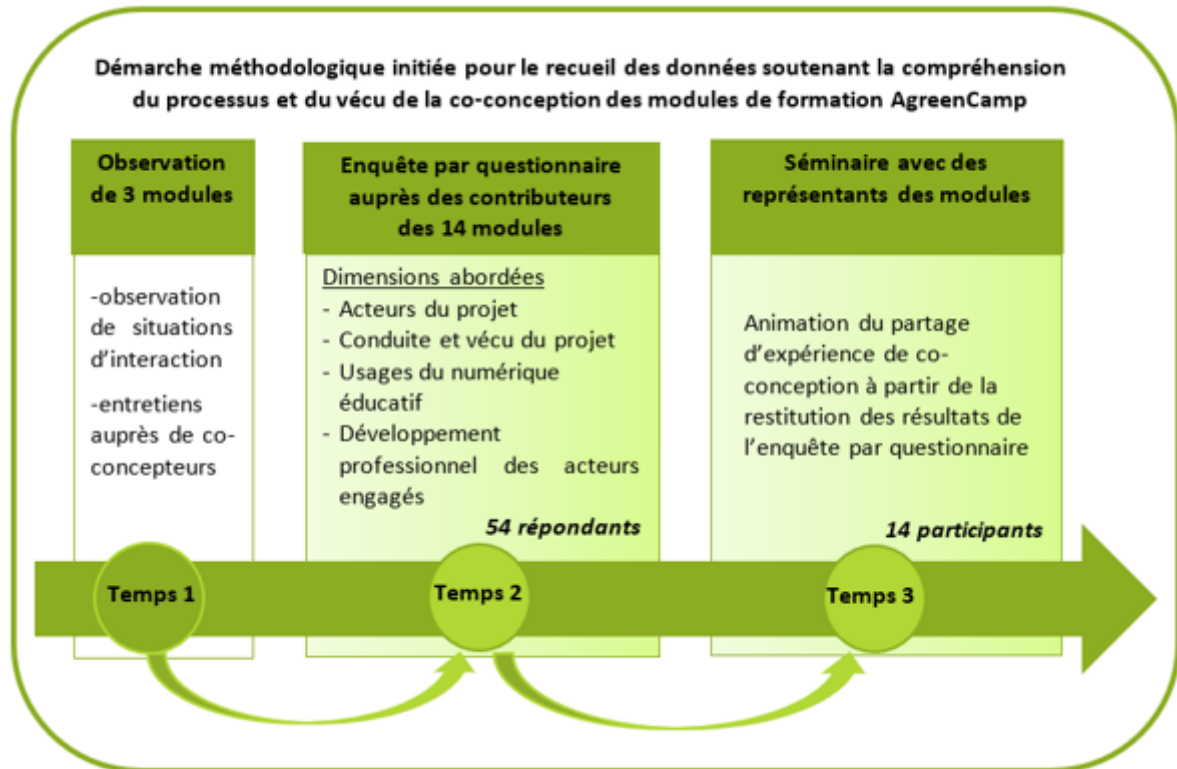 Démarche méthodologique initiée pour le recueil des données soutenant la compréhension
du processus et du vécu de la co-conception des modules de formation AgreenCamp
Observation
de 3 modules
-observation
de situations
d'interaction
-entretiens
auprès de co-
concepteurs
Enquête par questionnaire
auprès des contributeurs
des 14 modules
Dimensions abordées
- Acteurs du projet
- Conduite et vécu du projet
- Usages du numérique
éducatif
- Développement
professionnel des acteurs
engagés
54 répondants
Séminaire avec des
représentants des modules
Animation du partage
d'expérience de co-
conception à partir de la
restitution des résultats de
l'enquête par questionnaire
14 participants
Temps 1
Temps 2
Temps 3